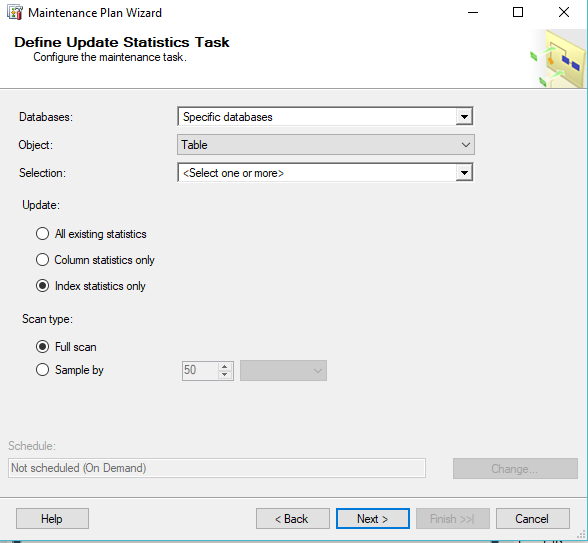 Maintenance Plan Wizard
Define Update Statistics Task
Configure the maintenance task.
Databases: Specific databases
Object: Table
Selection: <Select one or more>
Update:
All existing statistics
Column statistics only
Index statistics only
Scan type:
Full scan
Sample by 50
Schedule:
Not scheduled (On Demand) Change...
Help < Back Next > Finish >>| Cancel